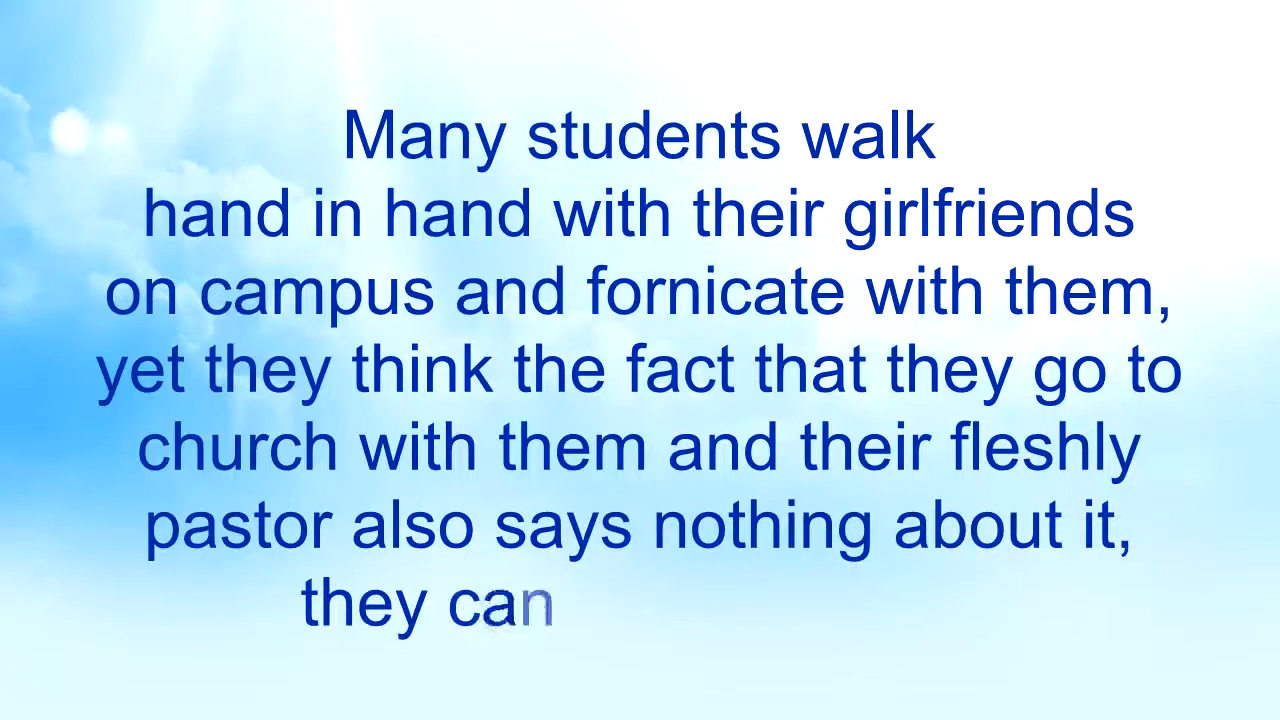 Many students walk
hand in hand with their girlfriends
on campus and fornicate with them,
yet they think the fact that they go to
church with them and their fleshly
pastor also says nothing about it,
they can